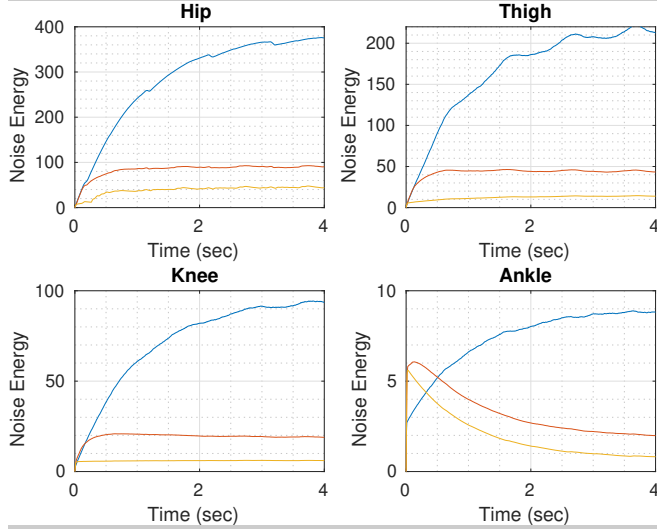 Hip
Noise Energy
400
300
200
100
0
0
2
4
Time (sec)
Thigh
Noise Energy
200
150
100
50
0
0
2
4
Time (sec)
Knee
Noise Energy
100
50
0
0
2
4
Time (sec)
Ankle
Noise Energy
10
5
0
0
2
4
Time (sec)